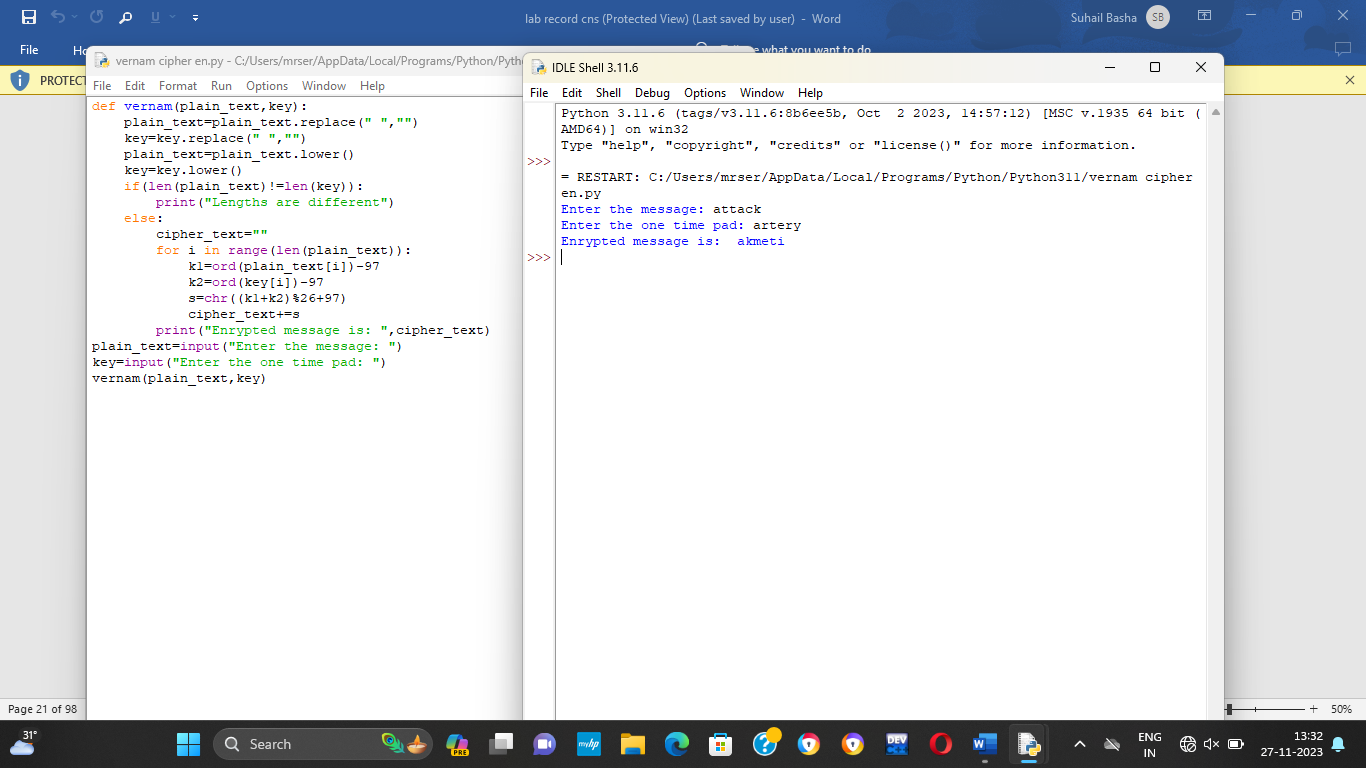 lab record cns (Protected View) (Last saved by user) - Word
Suhail Basha
SB
File
PROTEC
vernam cipher en.py - C:/Users/mrser/AppData/Local/Programs/Python/Pyth
File Edit Format Run Options Window Help
def vernam(plain_text,key):
    plain_text=plain_text.replace(" ","")
    key=key.replace(" ","")
    plain_text=plain_text.lower()
    key=key.lower()
    if(len(plain_text)!=len(key)):
        print("Lengths are different")
    else:
        cipher_text=""
        for i in range(len(plain_text)):
            k1=ord(plain_text[i])-97
            k2=ord(key[i])-97
            s=chr((k1+k2)%26+97)
            cipher_text+=s
        print("Enrypted message is: ",cipher_text)
plain_text=input("Enter the message: ")
key=input("Enter the one time pad: ")
vernam(plain_text,key)
what you want to do
IDLE Shell 3.11.6
File Edit Shell Debug Options Window Help
Python 3.11.6 (tags/v3.11.6:8b6ee5b, Oct  2 2023, 14:57:12) [MSC v.1935 64 bit (
AMD64)] on win32
Type "help", "copyright", "credits" or "license()" for more information.
>>>
= RESTART: C:/Users/mrser/AppData/Local/Programs/Python/Python311/vernam cipher
en.py
Enter the message: attack
Enter the one time pad: artery
Enrypted message is:  akmeti
>>>
Page 21 of 98
50%
31°
Search
PRE
myhp
DEV
ENG
IN
13:32
27-11-2023